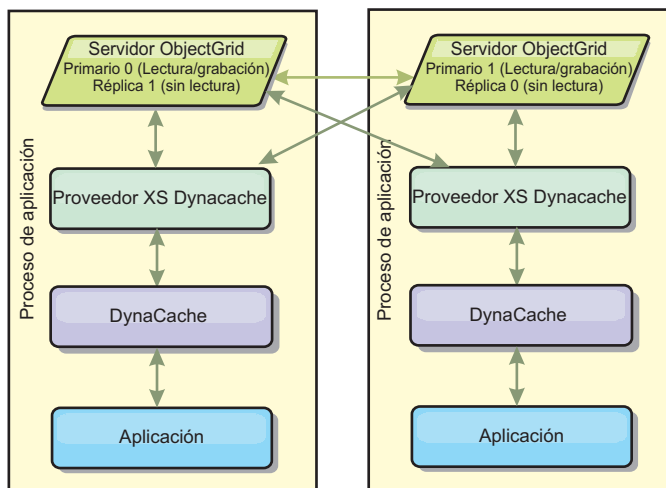 Servidor ObjectGrid
Primario 0 (Lectura/grabación)
Réplica 1 (sin lectura)
Proceso de aplicación
Proveedor XS Dynacache
DynaCache
Aplicación
Servidor ObjectGrid
Primario 1 (Lectura/grabación)
Réplica 0 (sin lectura)
Proceso de aplicación
Proveedor XS Dynacache
DynaCache
Aplicación